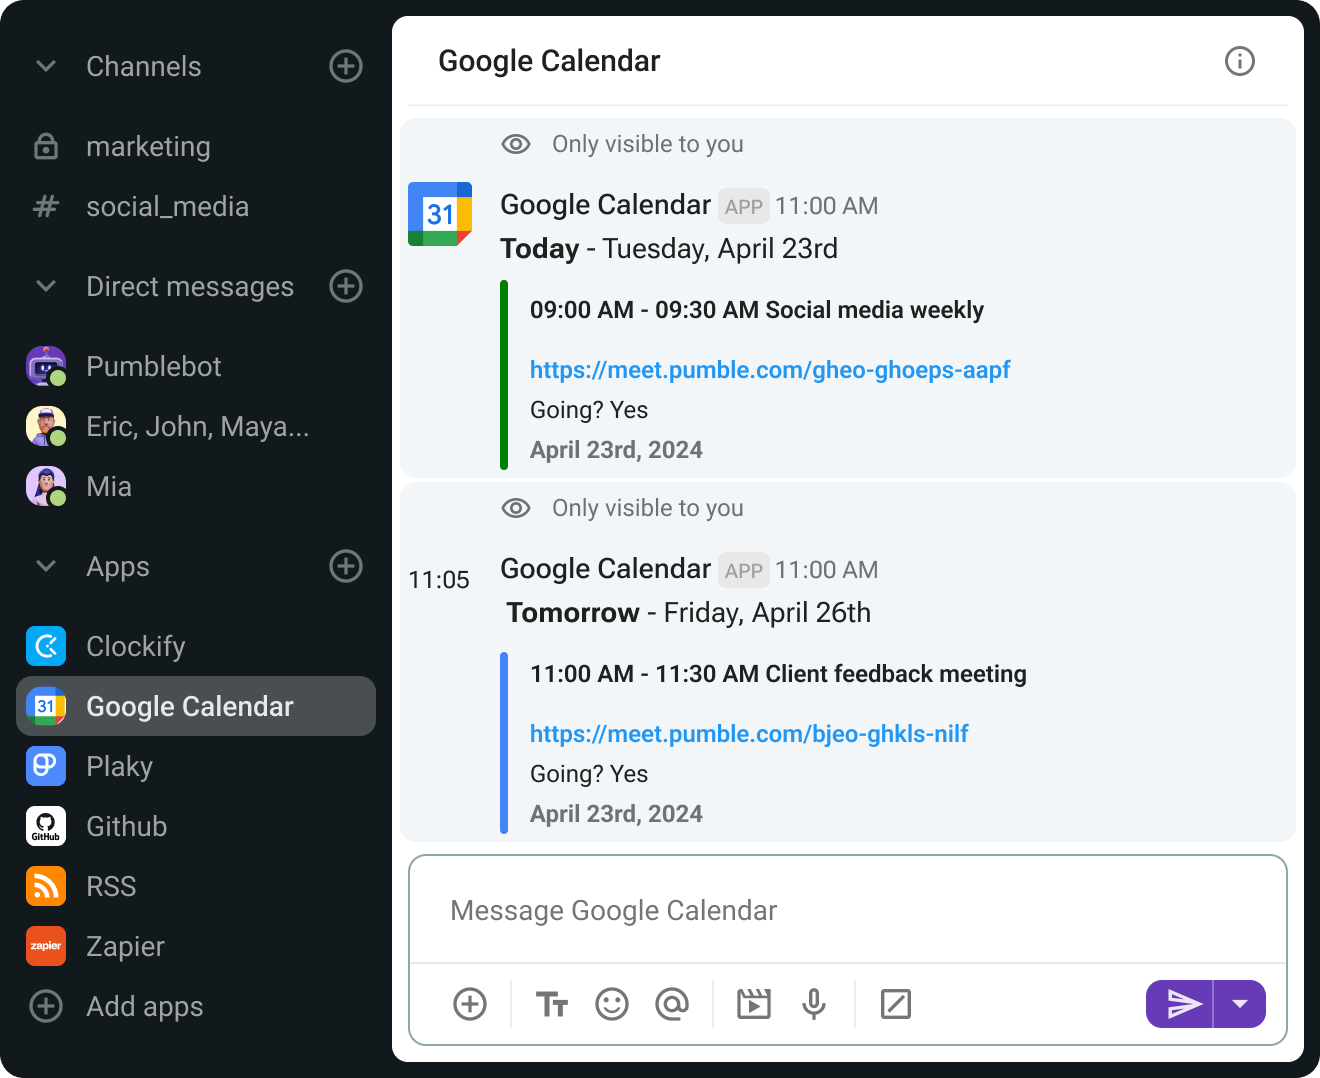 Channels
marketing
social_media
Direct messages
Pumblebot
Eric, John, Maya...
Mia
Apps
Clockify
31
Google Calendar
Plaky
GitHub
Github
RSS
zapier
Zapier
Add apps
Google Calendar
Only visible to you
31
Google Calendar APP 11:00 AM
Today - Tuesday, April 23rd
09:00 AM - 09:30 AM Social media weekly
https://meet.pumble.com/gheo-ghoeps-aapf
Going? Yes
April 23rd, 2024
Only visible to you
11:05
Google Calendar APP 11:00 AM
Tomorrow - Friday, April 26th
11:00 AM - 11:30 AM Client feedback meeting
https://meet.pumble.com/bjeo-ghkls-nilf
Going? Yes
April 23rd, 2024
Message Google Calendar